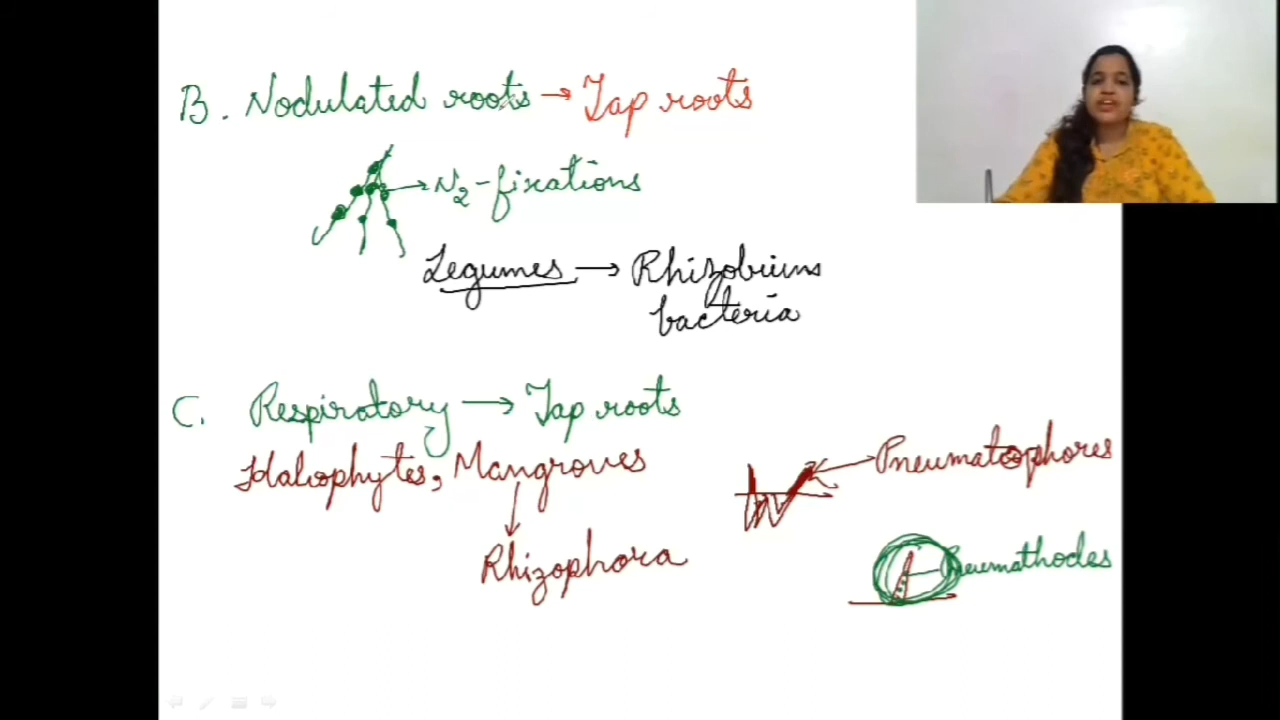 B. Nodulated roots → Tap roots
N2-fixations
Legumes → Rhizobium
bacteria
C. Respiratory → Tap roots
Halophytes, Mangroves
Rhizophora
Pneumatophores
Pneumathodes